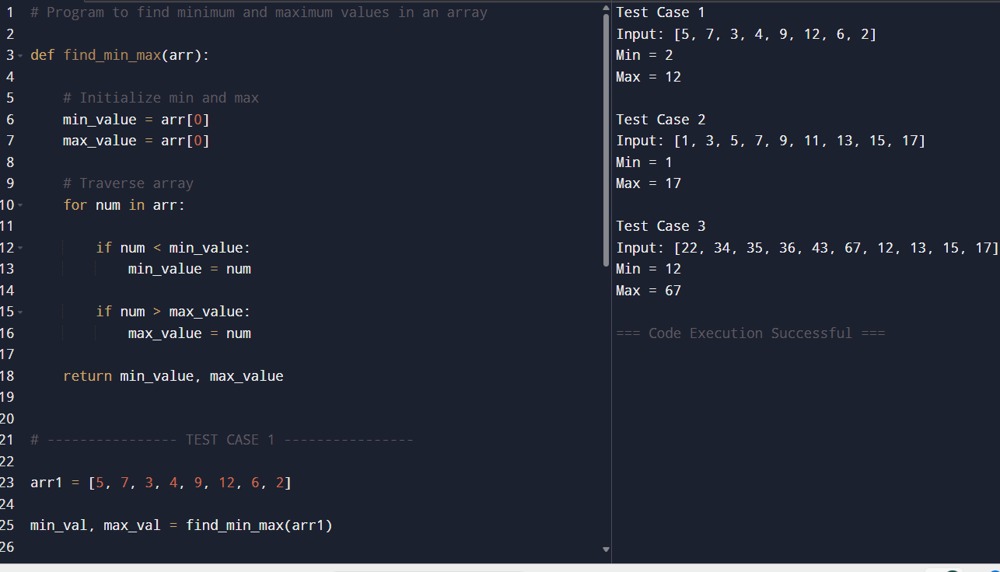 1 # Program to find minimum and maximum values in an array
2
3 def find_min_max(arr):
4
5     # Initialize min and max
6     min_value = arr[0]
7     max_value = arr[0]
8
9     # Traverse array
10     for num in arr:
11
12         if num < min_value:
13             min_value = num
14
15         if num > max_value:
16             max_value = num
17
18     return min_value, max_value
19
20
21 # ---------------- TEST CASE 1 ----------------
22
23 arr1 = [5, 7, 3, 4, 9, 12, 6, 2]
24
25 min_val, max_val = find_min_max(arr1)
26
Test Case 1
Input: [5, 7, 3, 4, 9, 12, 6, 2]
Min = 2
Max = 12
Test Case 2
Input: [1, 3, 5, 7, 9, 11, 13, 15, 17]
Min = 1
Max = 17
Test Case 3
Input: [22, 34, 35, 36, 43, 67, 12, 13, 15, 17]
Min = 12
Max = 67
=== Code Execution Successful ===